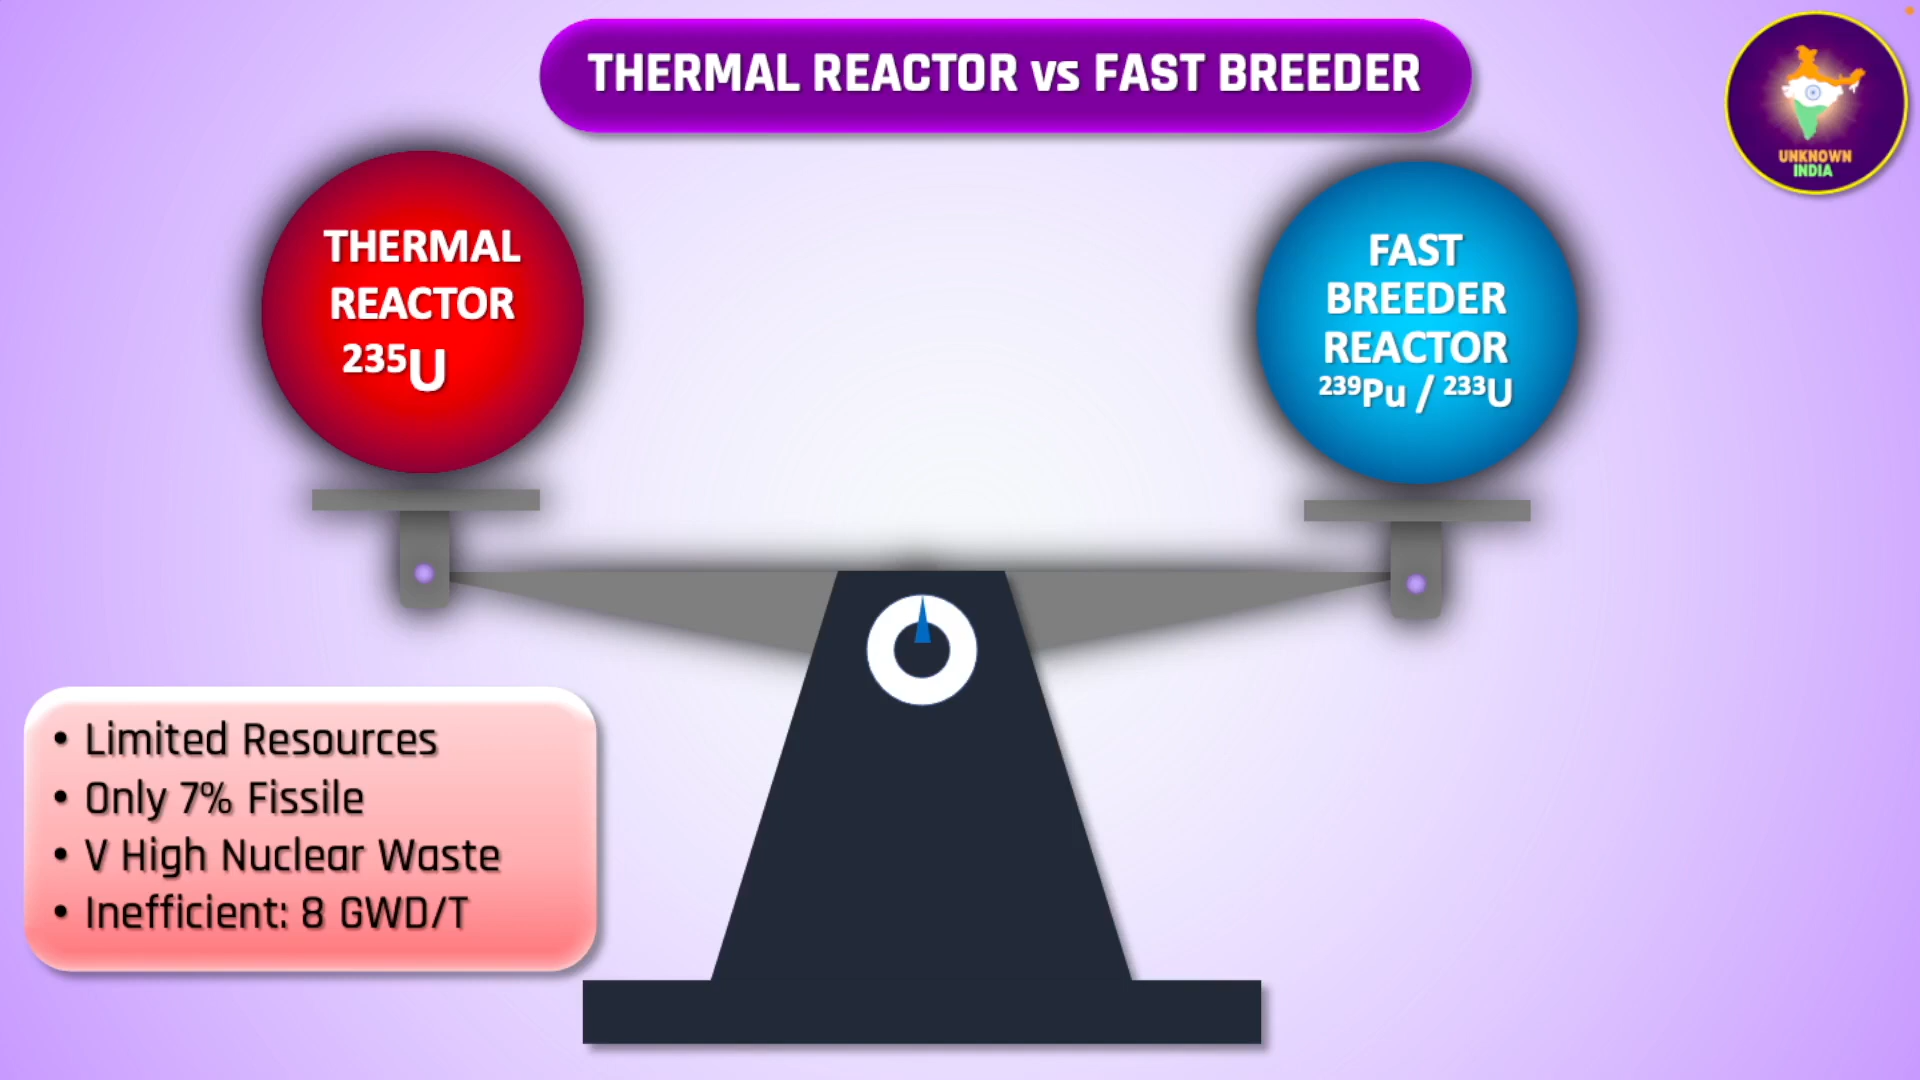 THERMAL REACTOR vs FAST BREEDER
UNKNOWN
INDIA
THERMAL
REACTOR
²³⁵U
FAST
BREEDER
REACTOR
²³⁹Pu / ²³³U
• Limited Resources
• Only 7% Fissile
• V High Nuclear Waste
• Inefficient: 8 GWD/T